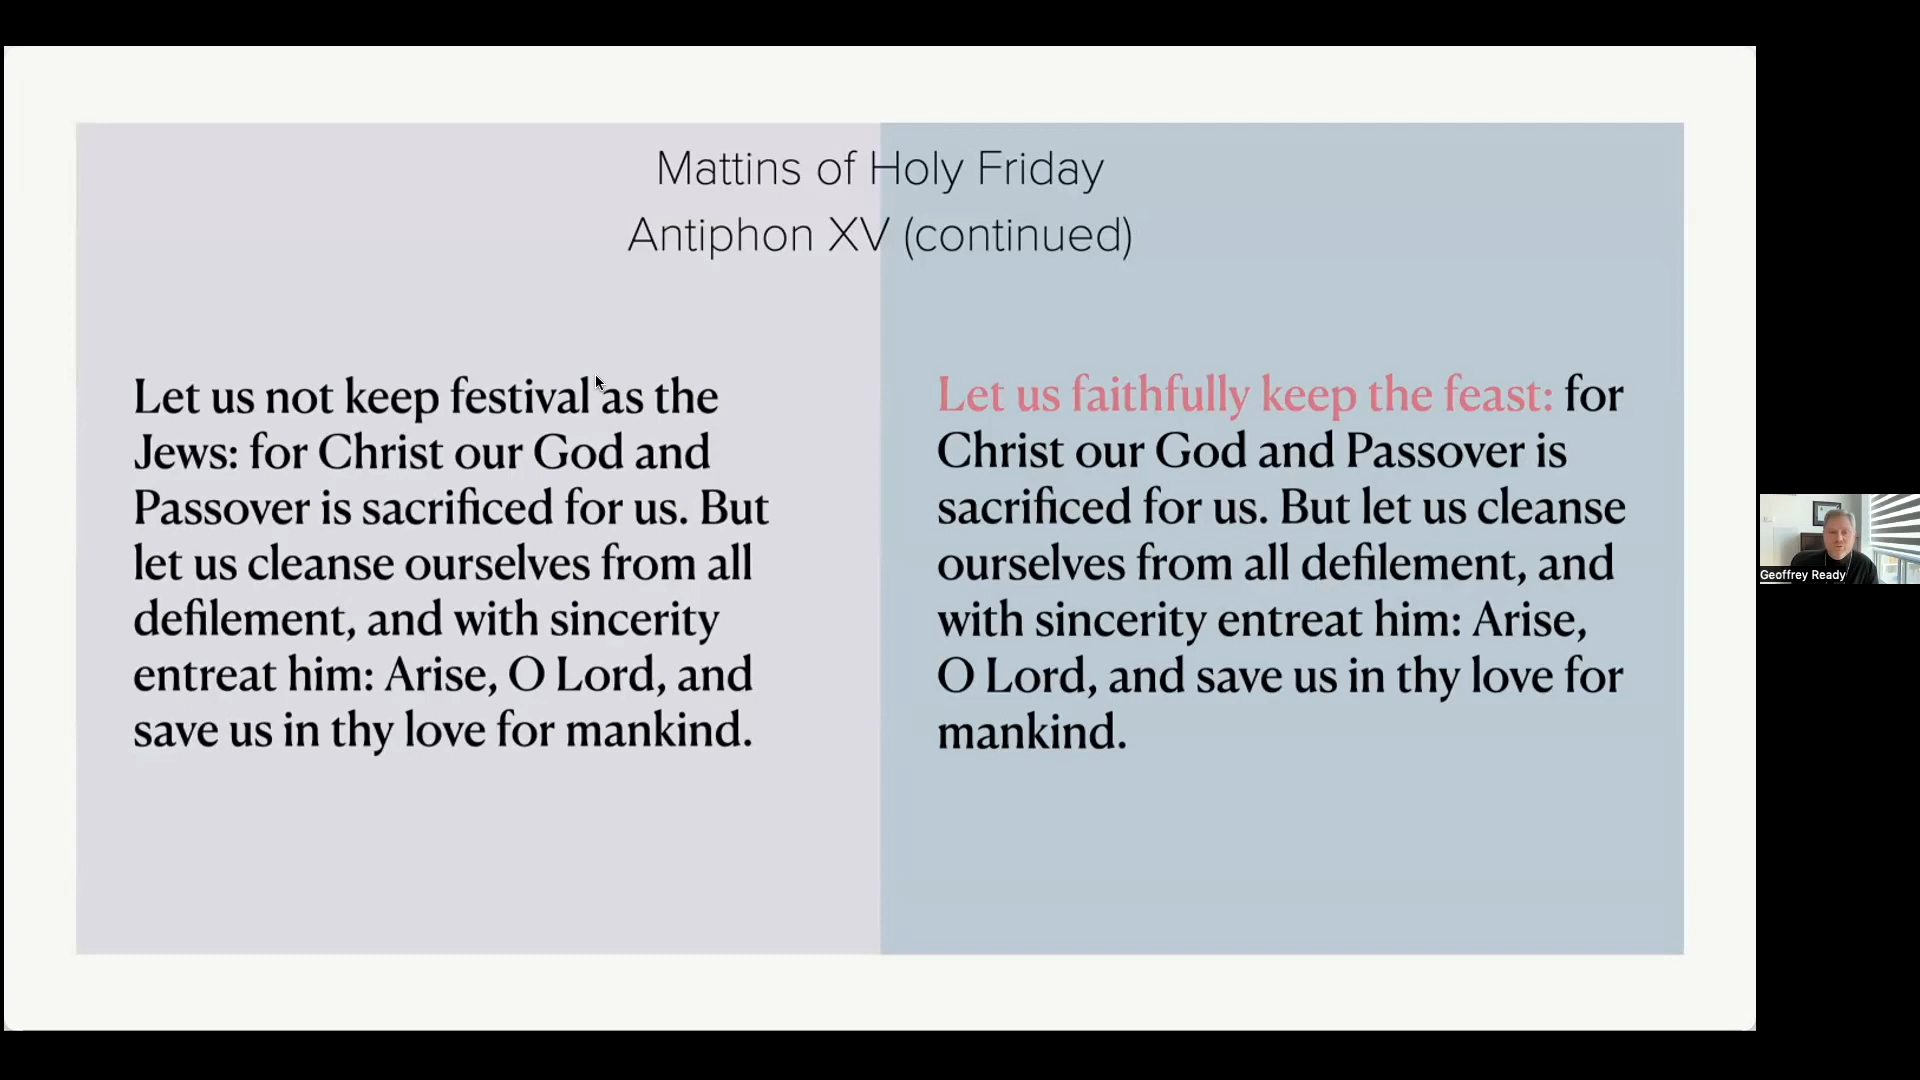 Mattins of Holy Friday
Antiphon XV (continued)
Let us not keep festival as the
Jews: for Christ our God and
Passover is sacrificed for us. But
let us cleanse ourselves from all
defilement, and with sincerity
entreat him: Arise, O Lord, and
save us in thy love for mankind.
Let us faithfully keep the feast: for
Christ our God and Passover is
sacrificed for us. But let us cleanse
ourselves from all defilement, and
with sincerity entreat him: Arise,
O Lord, and save us in thy love for
mankind.
Geoffrey Ready